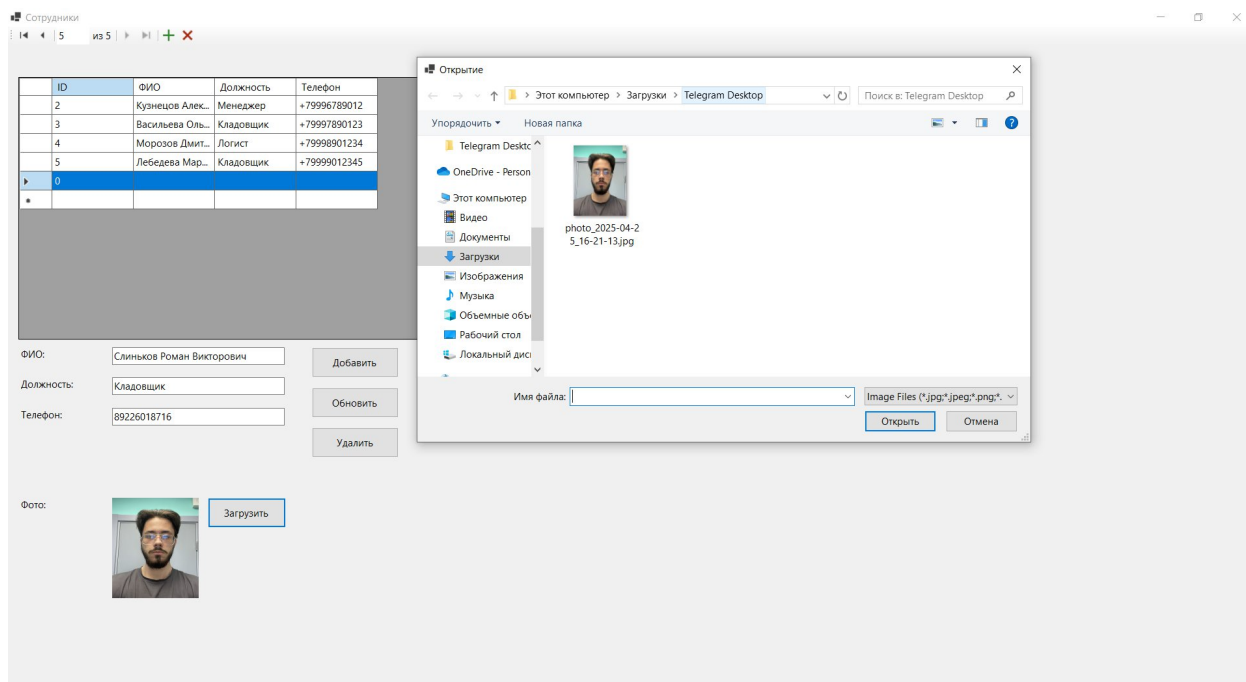 Сотрудники
5 из 5
ID ФИО Должность Телефон
2 Кузнецов Алек... Менеджер +79996789012
3 Васильева Оль... Кладовщик +79997890123
4 Морозов Дмит... Логист +79998901234
5 Лебедева Мар... Кладовщик +79999012345
0
ФИО: Слиньков Роман Викторович
Должность: Кладовщик
Телефон: 89226018716
Добавить
Обновить
Удалить
Фото:
Загрузить
Открытие
Этот компьютер > Загрузки > Telegram Desktop
Поиск в: Telegram Desktop
Упорядочить Новая папка
Telegram Deskto
OneDrive - Person
Этот компьютер
Видео
Документы
Загрузки
Изображения
Музыка
Объемные объ
Рабочий стол
Локальный дис
photo_2025-04-2
5_16-21-13.jpg
Имя файла:
Image Files (*.jpg;*.jpeg;*.png;*.
Открыть
Отмена